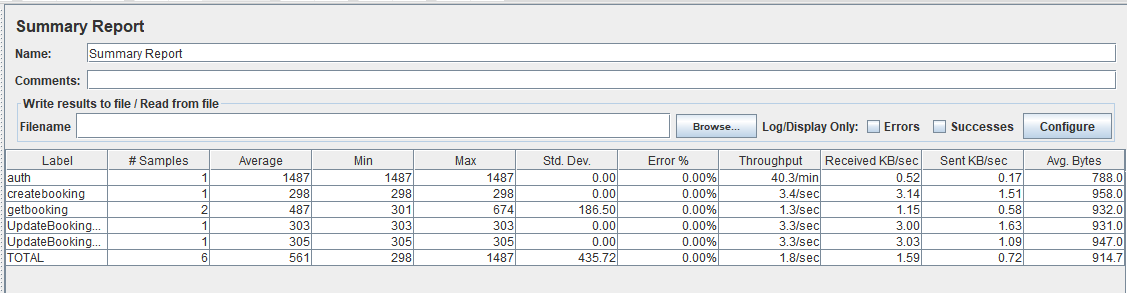 Summary Report
Name: Summary Report
Comments:
Write results to file / Read from file
Filename Browse... Log/Display Only: Errors Successes Configure
Label # Samples Average Min Max Std. Dev. Error % Throughput Received KB/sec Sent KB/sec Avg. Bytes
auth 1 1487 1487 1487 0.00 0.00% 40.3/min 0.52 0.17 788.0
createbooking 1 298 298 298 0.00 0.00% 3.4/sec 3.14 1.51 958.0
getbooking 2 487 301 674 186.50 0.00% 1.3/sec 1.15 0.58 932.0
UpdateBooking... 1 303 303 303 0.00 0.00% 3.3/sec 3.00 1.63 931.0
UpdateBooking... 1 305 305 305 0.00 0.00% 3.3/sec 3.03 1.09 947.0
TOTAL 6 561 298 1487 435.72 0.00% 1.8/sec 1.59 0.72 914.7